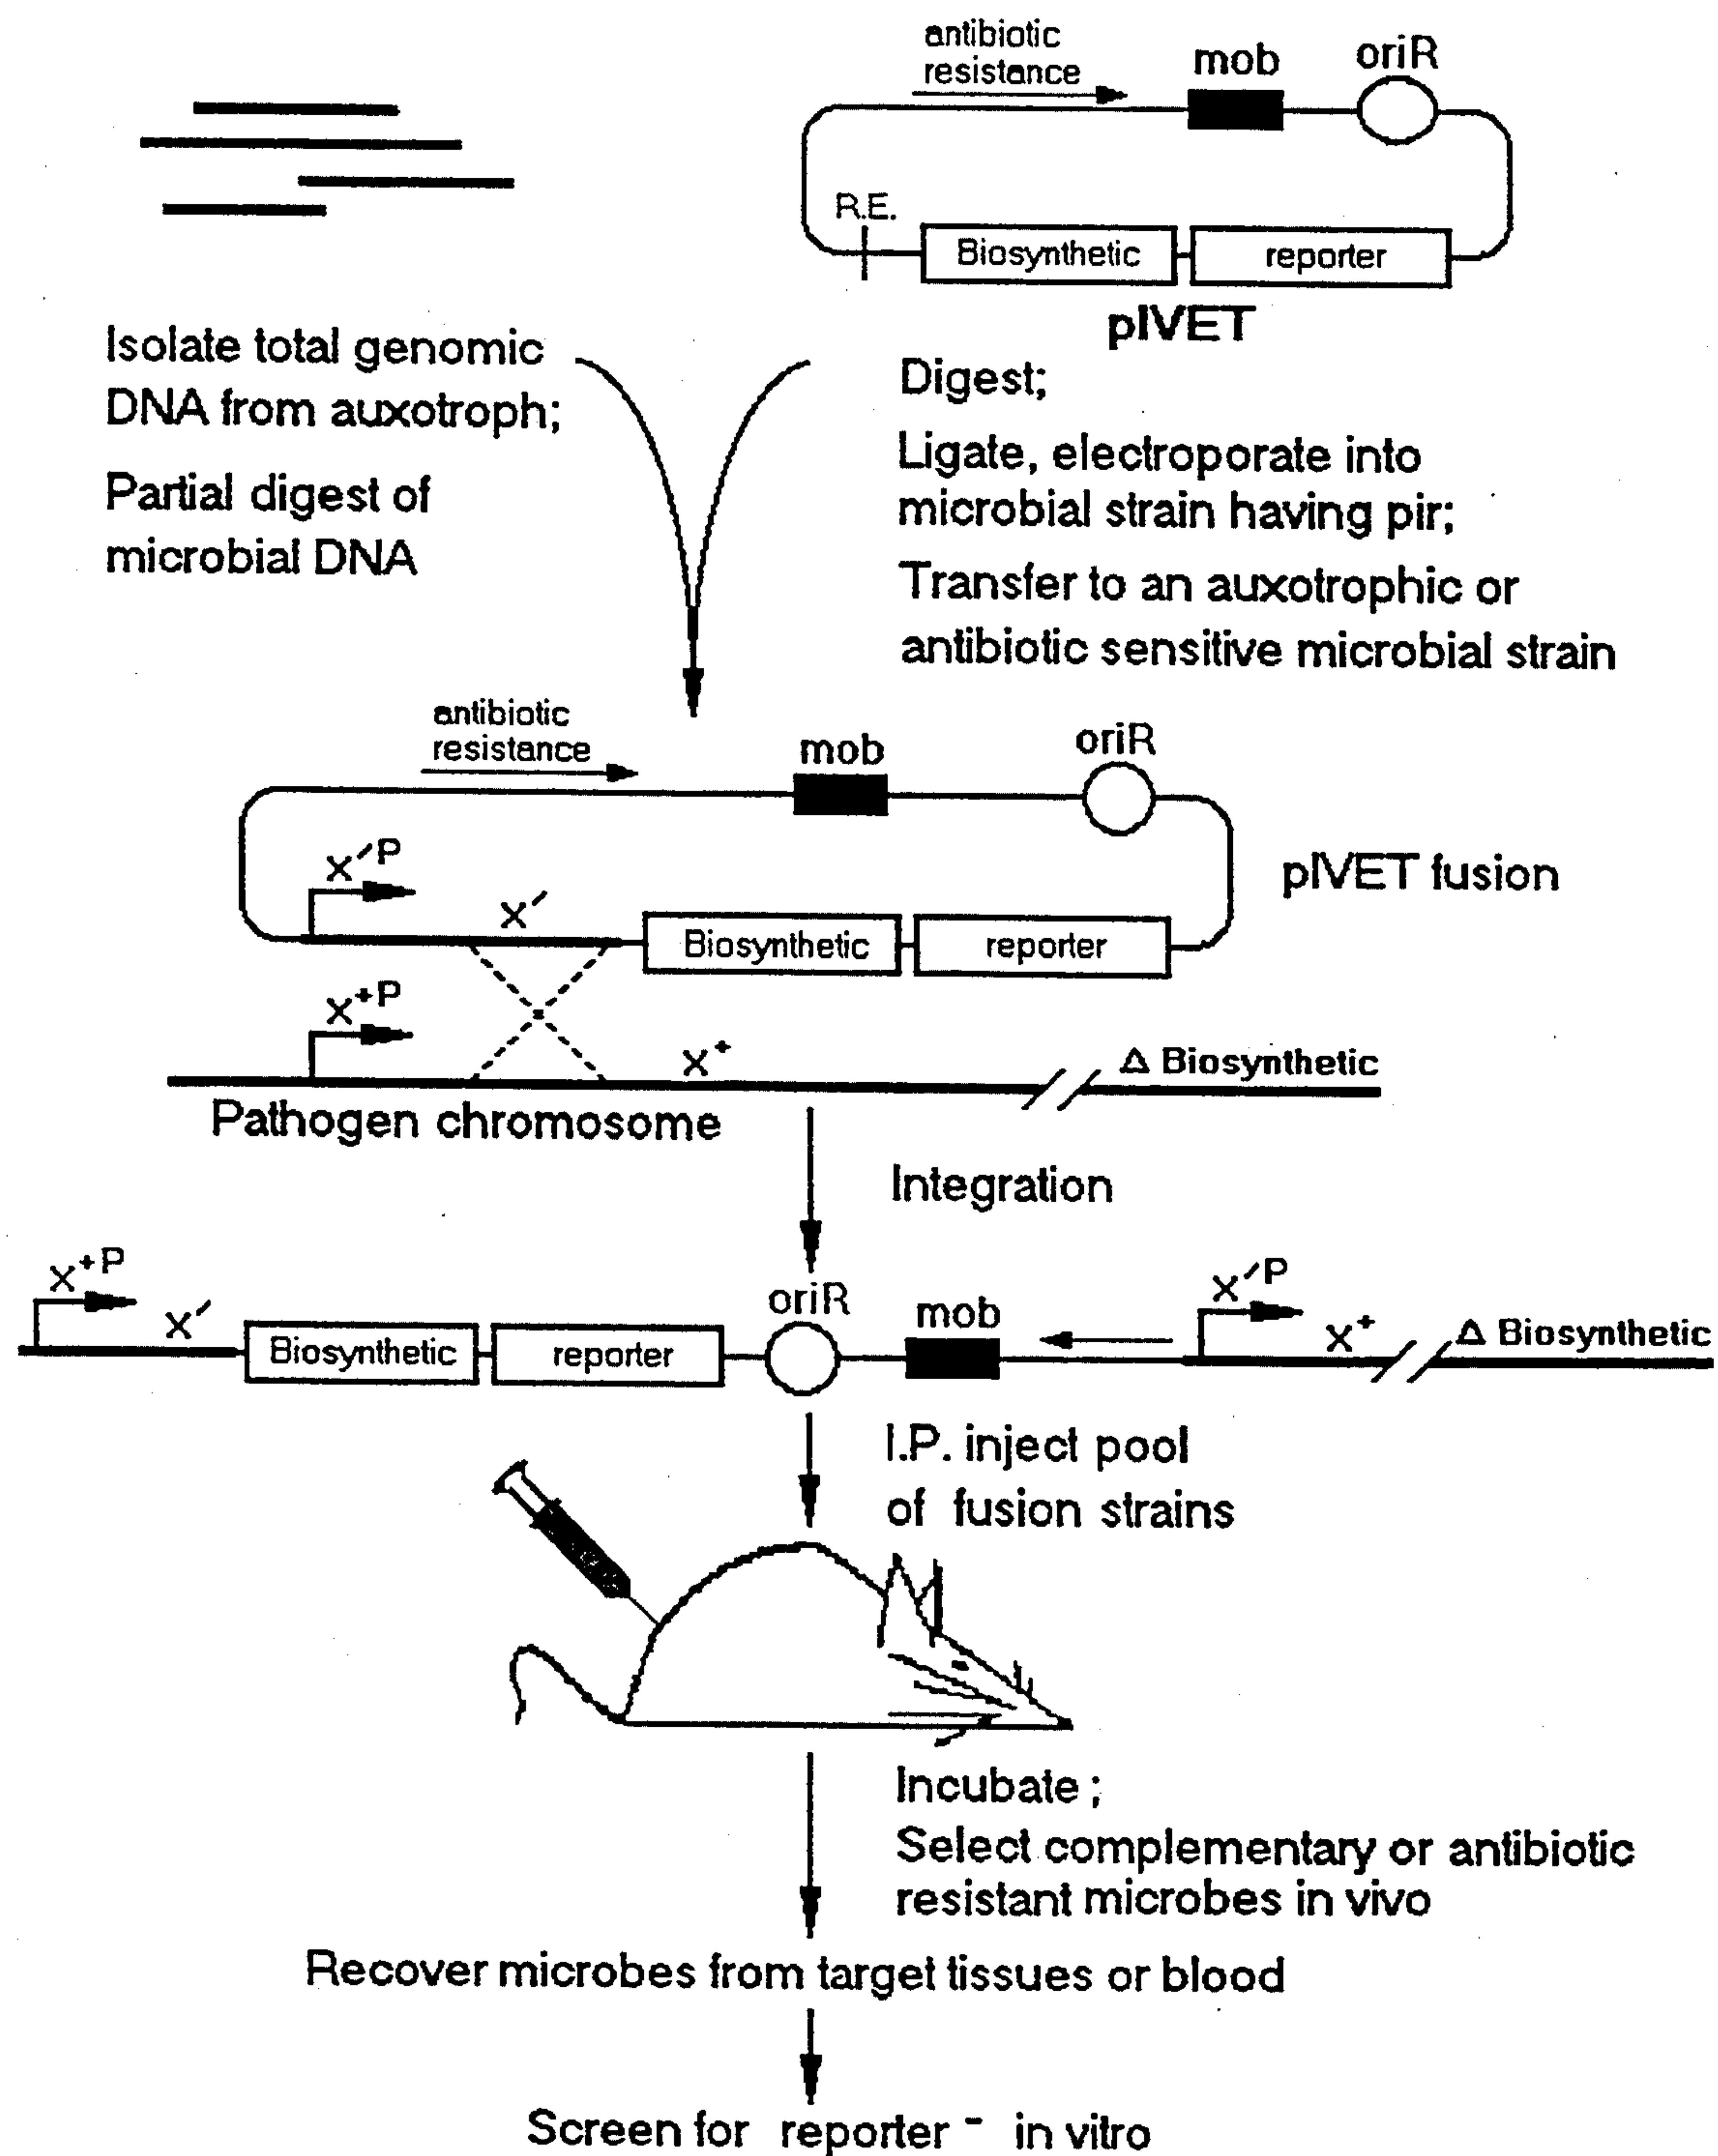 antibiotic
resistance
mob
oriR
R.E.
Biosynthetic
reporter
pIVET
Isolate total genomic
DNA from auxotroph;
Partial digest of
microbial DNA
Digest;
Ligate, electroporate into
microbial strain having pir;
Transfer to an auxotrophic or
antibiotic sensitive microbial strain
antibiotic
resistance
mob
oriR
X′P
X′
Biosynthetic
reporter
pIVET fusion
X+P
X+
Δ Biosynthetic
Pathogen chromosome
Integration
X+P
X′
Biosynthetic
reporter
oriR
mob
X′P
X+
Δ Biosynthetic
I.P. inject pool
of fusion strains
Incubate ;
Select complementary or antibiotic
resistant microbes in vivo
Recover microbes from target tissues or blood
Screen for reporter - in vitro